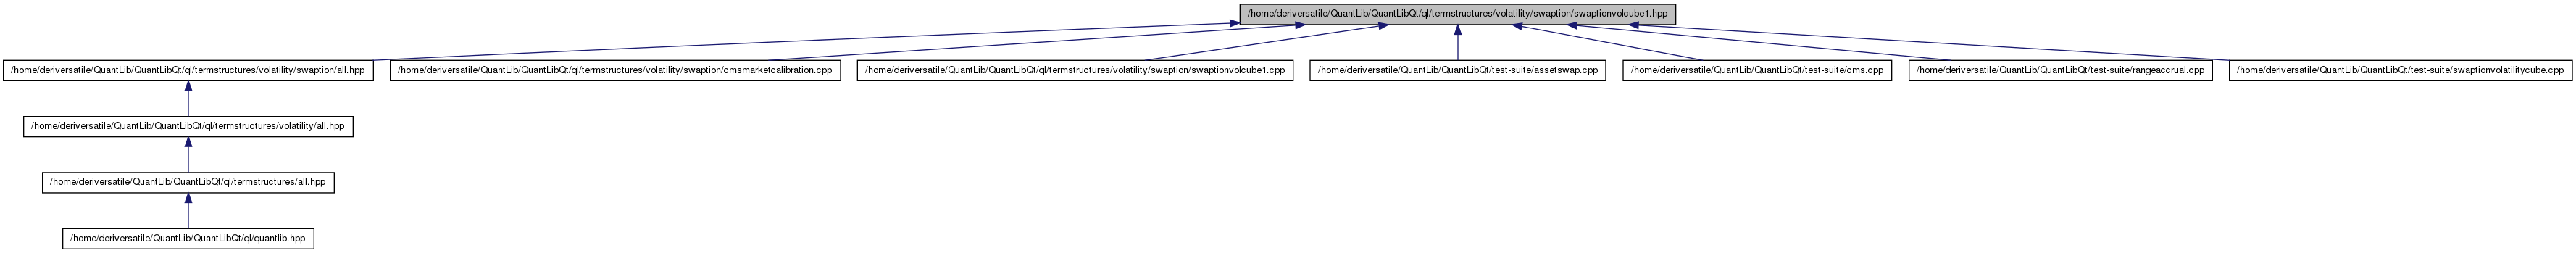 /home/deriversatile/QuantLib/QuantLibQt/ql/termstructures/volatility/swaption/swaptionvolcube1.hpp
/home/deriversatile/QuantLib/QuantLibQt/ql/termstructures/volatility/swaption/all.hpp
/home/deriversatile/QuantLib/QuantLibQt/ql/termstructures/volatility/swaption/cmsmarketcalibration.cpp
/home/deriversatile/QuantLib/QuantLibQt/ql/termstructures/volatility/swaption/swaptionvolcube1.cpp
/home/deriversatile/QuantLib/QuantLibQt/test-suite/assetswap.cpp
/home/deriversatile/QuantLib/QuantLibQt/test-suite/cms.cpp
/home/deriversatile/QuantLib/QuantLibQt/test-suite/rangeaccrual.cpp
/home/deriversatile/QuantLib/QuantLibQt/test-suite/swaptionvolatilitycube.cpp
/home/deriversatile/QuantLib/QuantLibQt/ql/termstructures/volatility/all.hpp
/home/deriversatile/QuantLib/QuantLibQt/ql/termstructures/all.hpp
/home/deriversatile/QuantLib/QuantLibQt/ql/quantlib.hpp